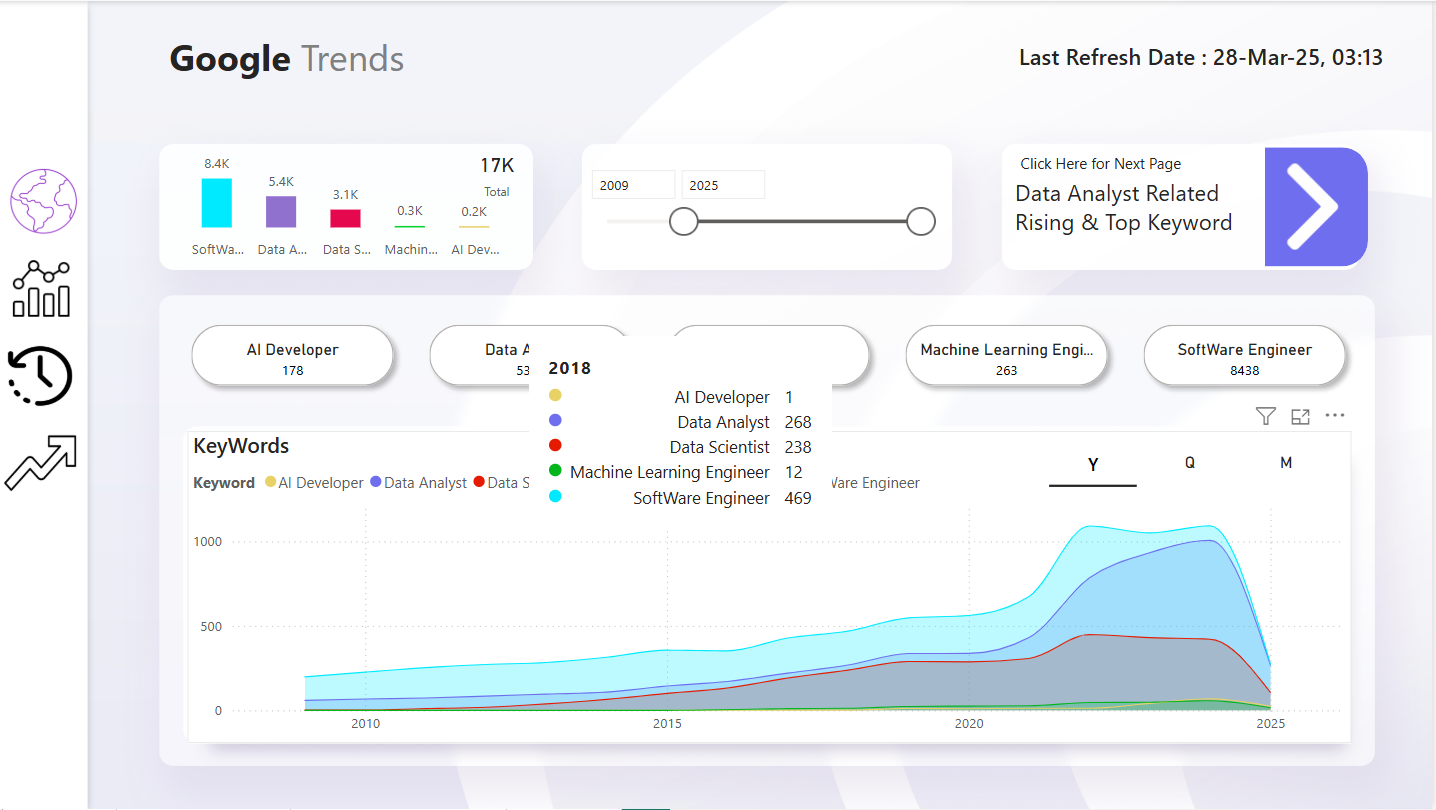 Google Trends
Last Refresh Date : 28-Mar-25, 03:13
8.4K
5.4K
3.1K
0.3K
0.2K
17K
Total
SoftWa...
Data A...
Data S...
Machin...
AI Dev...
2009
2025
Click Here for Next Page
Data Analyst Related
Rising & Top Keyword
AI Developer
178
Data A
53
Machine Learning Engi...
263
SoftWare Engineer
8438
2018
AI Developer 1
Data Analyst 268
Data Scientist 238
Machine Learning Engineer 12
SoftWare Engineer 469
KeyWords
Y Q M
Keyword AI Developer Data Analyst Data S
Ware Engineer
1000
500
0
2010 2015 2020 2025